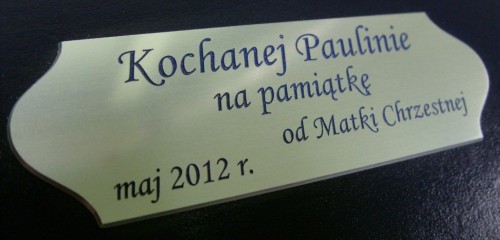 Kochanej Paulinie
na pamiątkę
od Matki Chrzestnej
maj 2012 r.